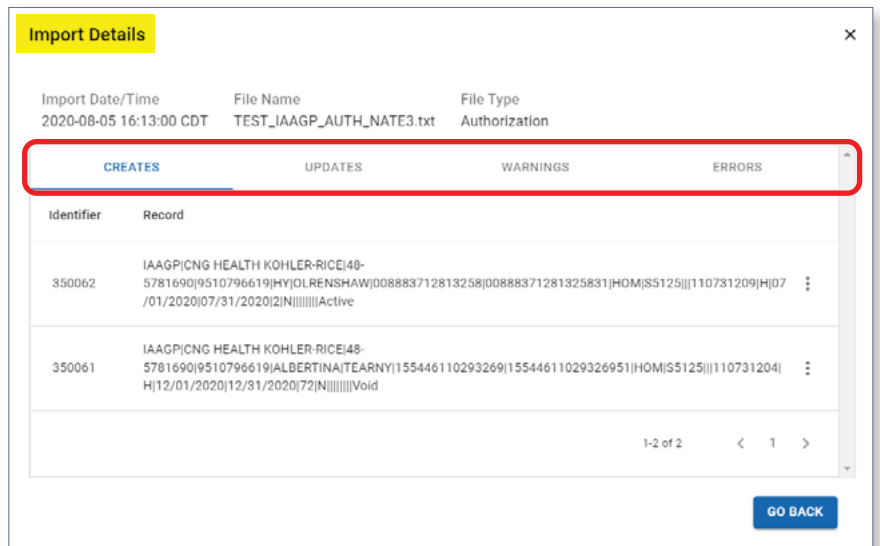 Import Details
Import Date/Time File Name File Type
2020-08-05 16:13:00 CDT TEST_IAAGP_AUTH_NATE3.txt Authorization
CREATES UPDATES WARNINGS ERRORS
Identifier Record
IAAGP|CNG HEALTH KOHLER-RICE|48-
350062 5781690|9510796619|HY|OLRENSHAW|008883712813258|00888371281325831|HOM|S5125|||110731209|H|07
/01/2020|07/31/2020|2|N||||||||Active
IAAGP|CNG HEALTH KOHLER-RICE|48-
350061 5781690|9510796619|ALBERTINA|TEARNY|155446110293269|15544611029326951|HOM|S5125|||110731204|
H|12/01/2020|12/31/2020|72|N||||||||Void
1-2 of 2 < 1 >
GO BACK